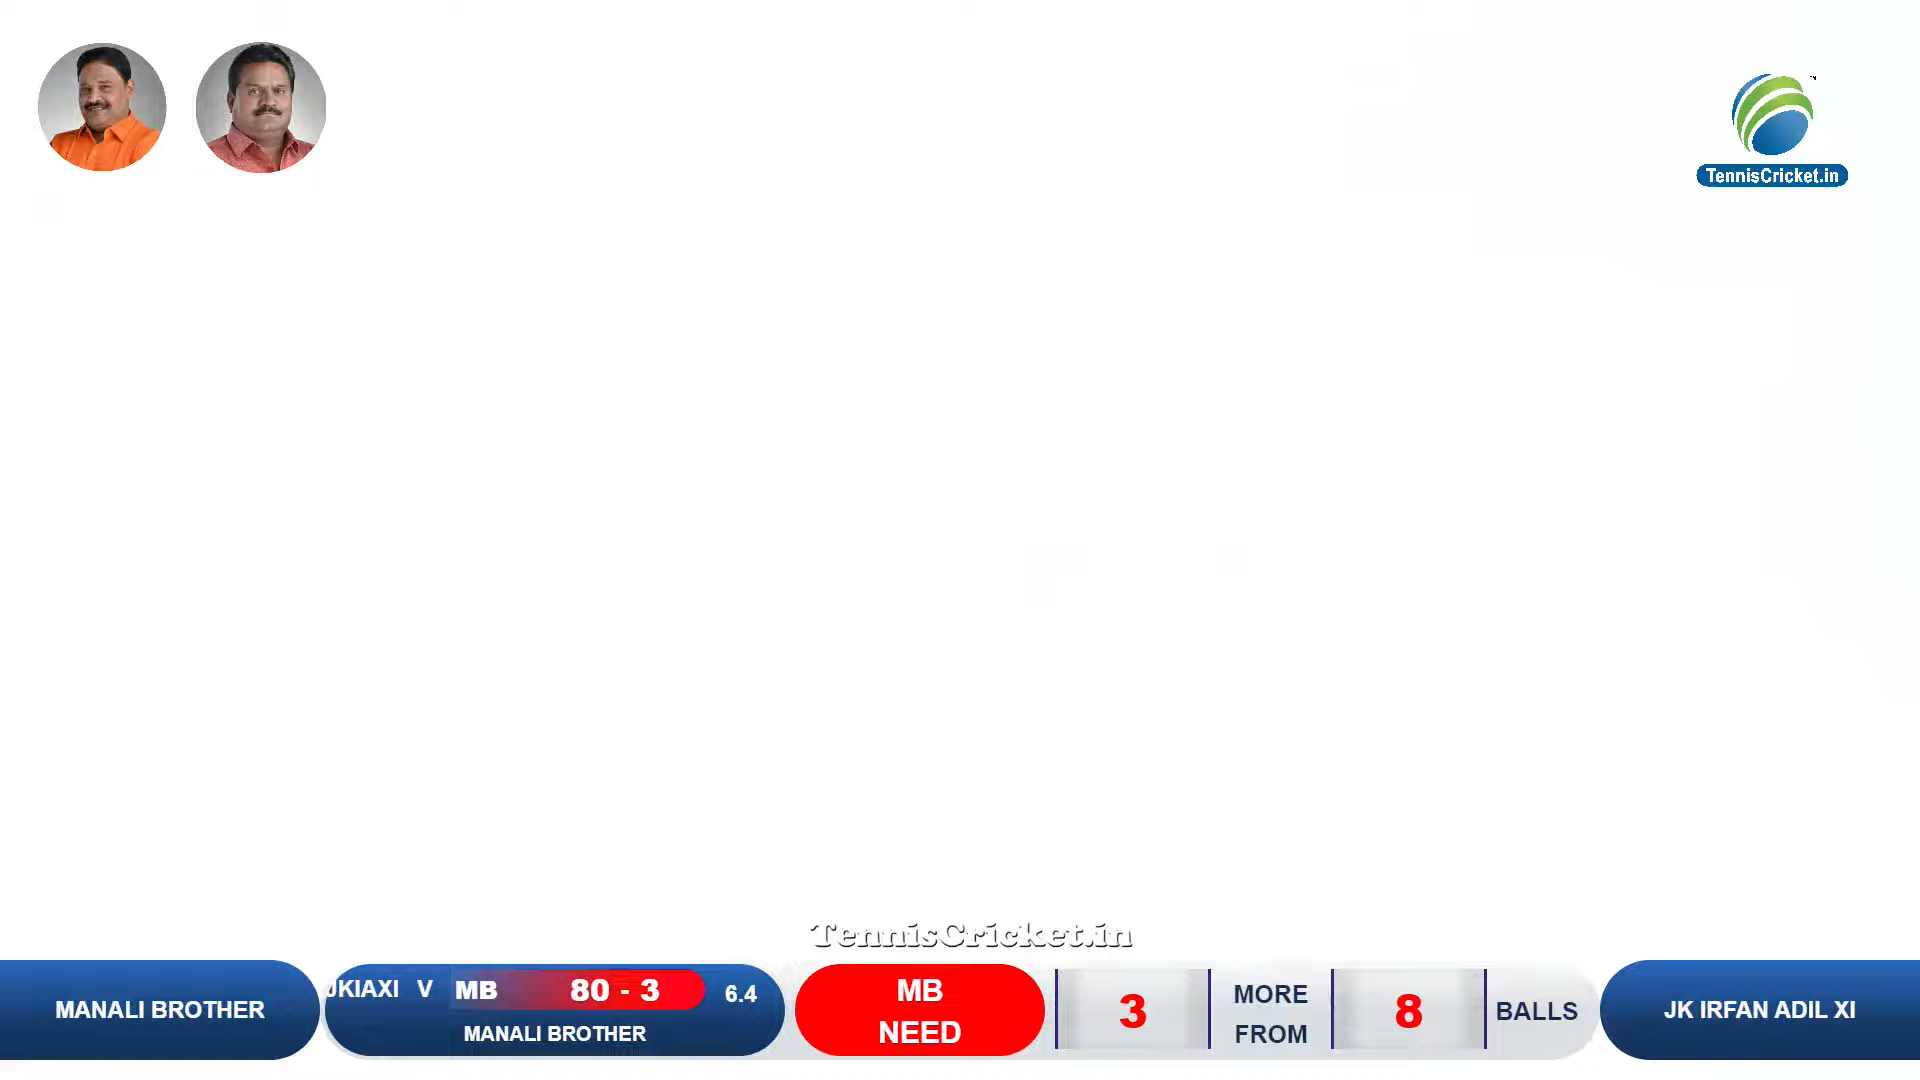 TennisCricket.in
TennisCricket.in
MANALI BROTHER
JKIAXI V MB 80 - 3 6.4
MANALI BROTHER
MB
NEED
3
MORE
FROM
8
BALLS
JK IRFAN ADIL XI